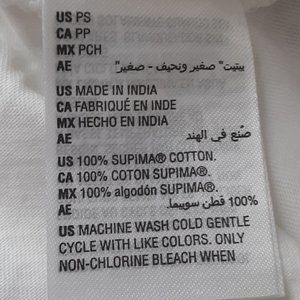 US PS
CA PP
MX PCH
AE بيتيت" صغير ونحيف - صغير"
US MADE IN INDIA
CA FABRIQUÉ EN INDE
MX HECHO EN INDIA
AE صنع في الهند
US 100% SUPIMA® COTTON.
CA 100% COTON SUPIMA®.
MX 100% algodón SUPIMA®.
AE 100% قطن سوبيما.
US MACHINE WASH COLD GENTLE
CYCLE WITH LIKE COLORS. ONLY
NON-CHLORINE BLEACH WHEN